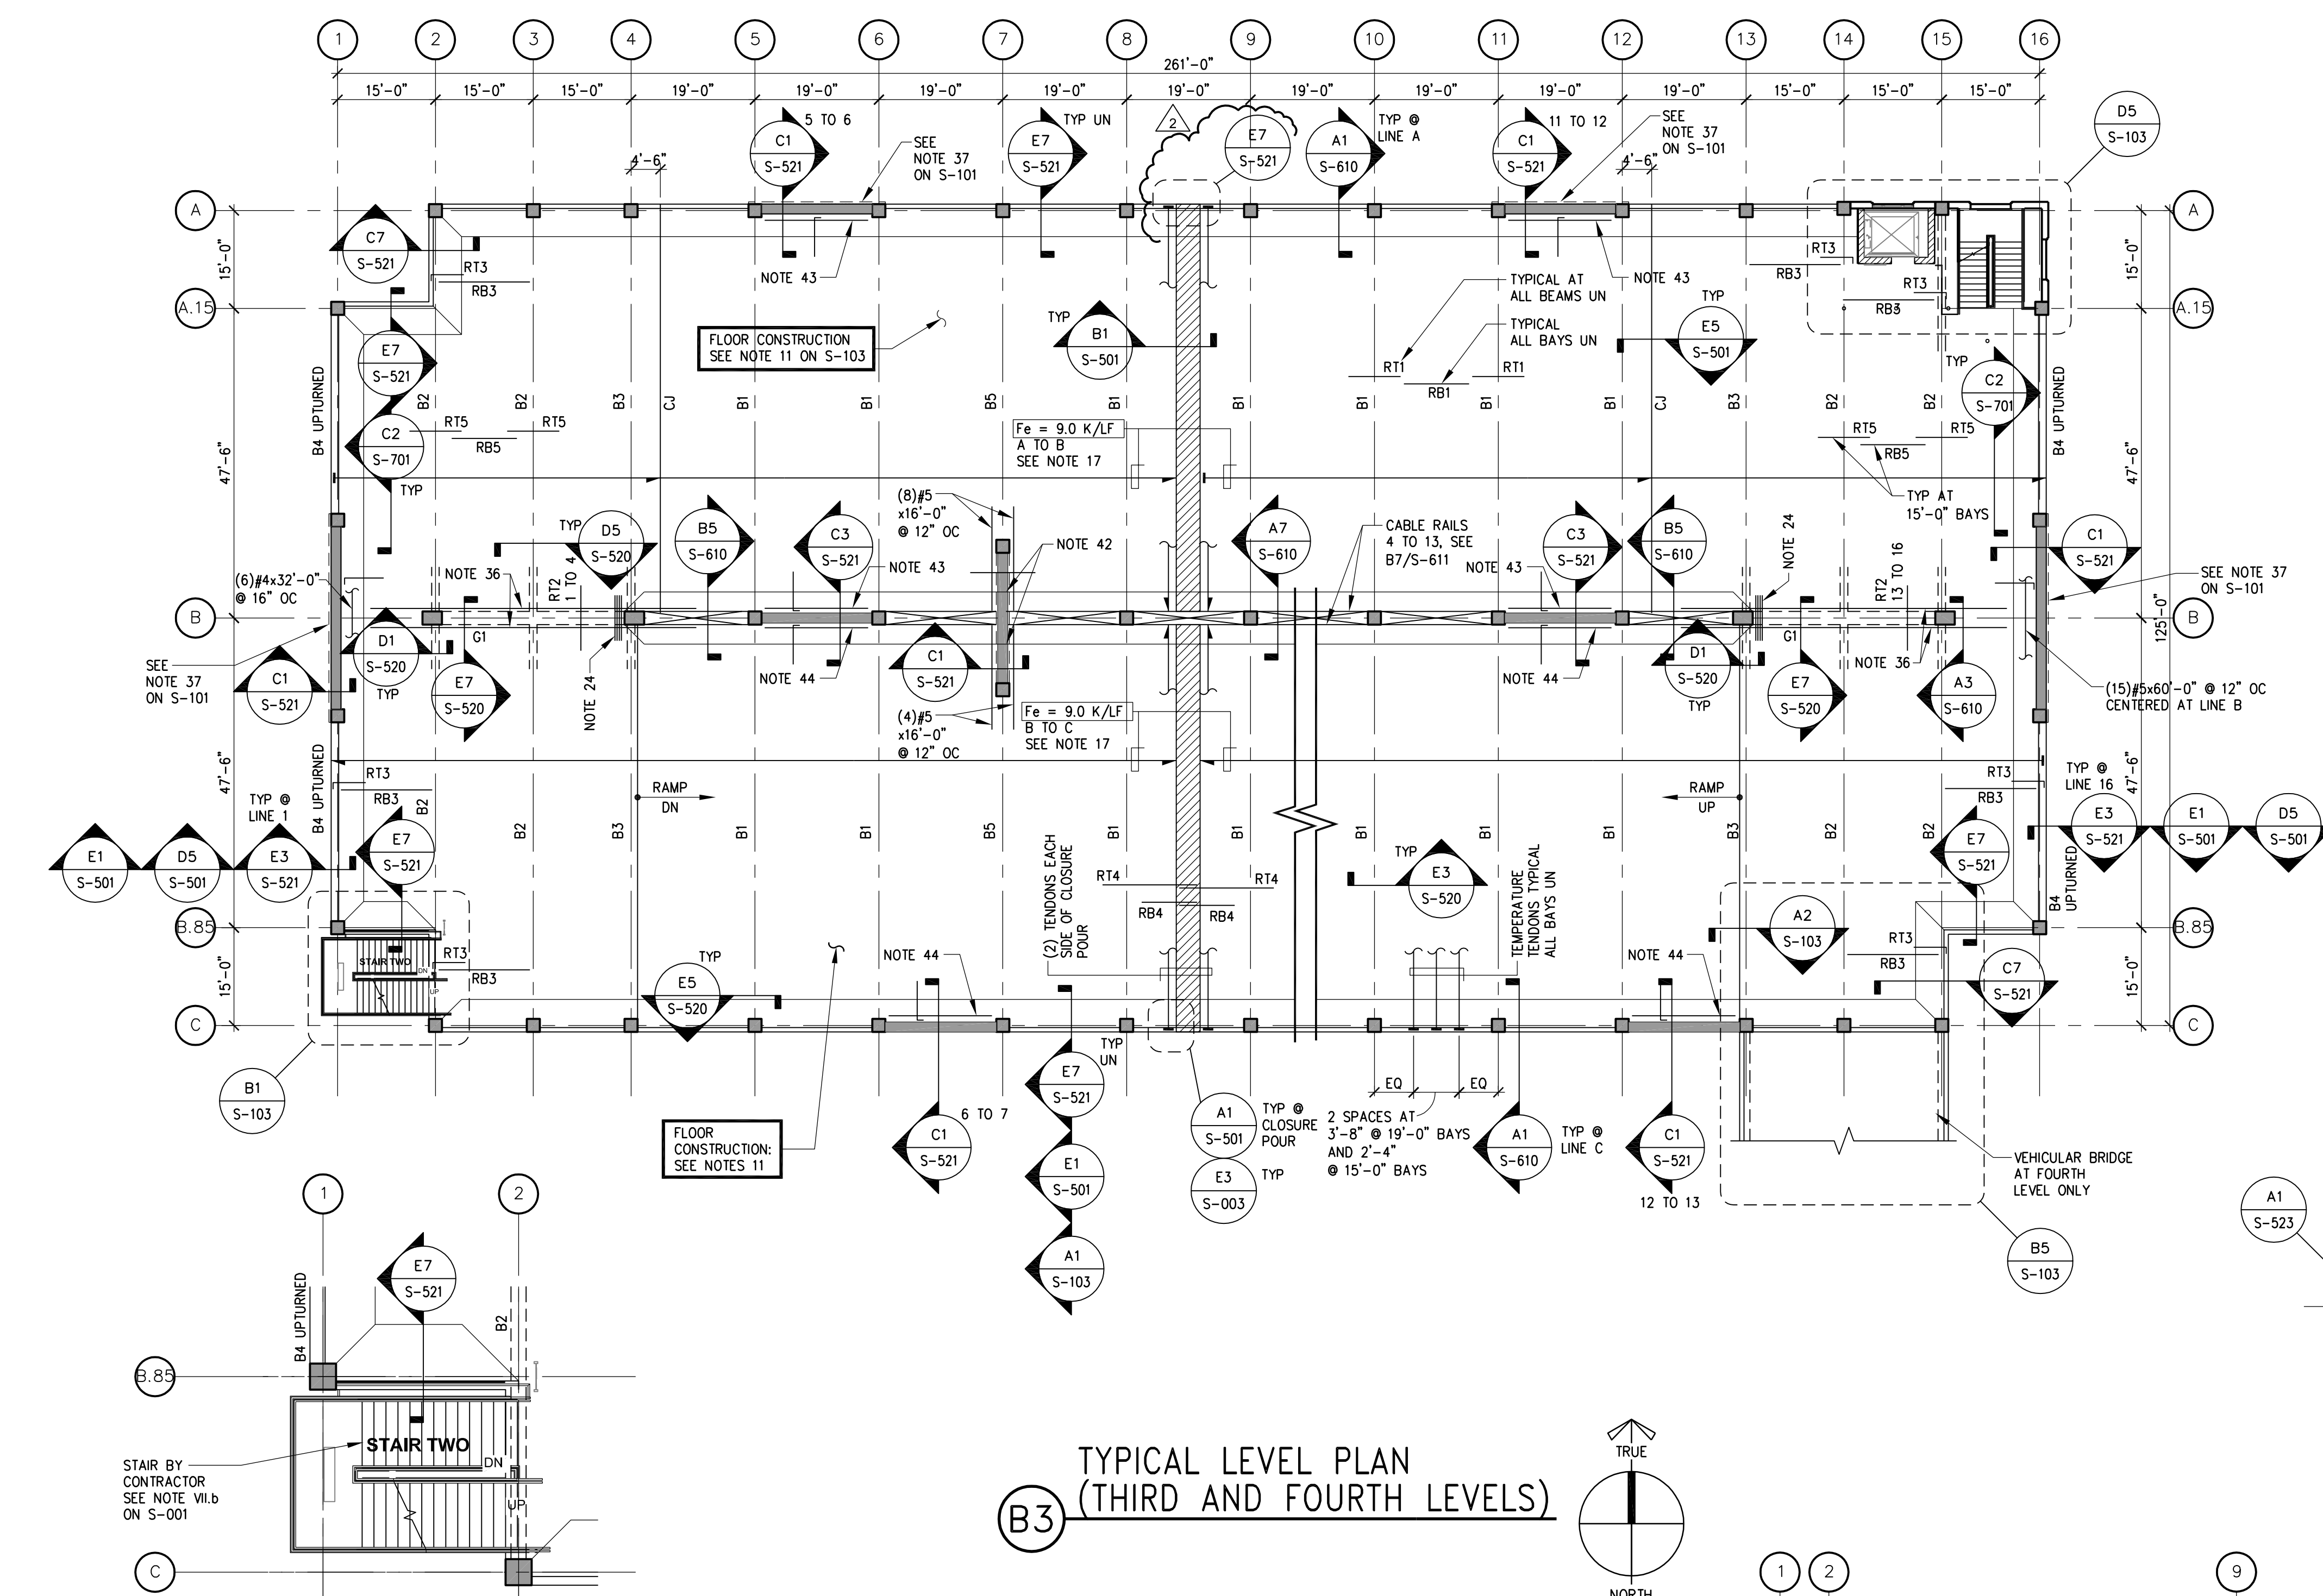 1 2 3 4 5 6 7 8 9 10 11 12 13 14 15 16
261'-0"
15'-0" 15'-0" 15'-0" 19'-0" 19'-0" 19'-0" 19'-0" 19'-0" 19'-0" 19'-0" 19'-0" 19'-0" 15'-0" 15'-0" 15'-0"
D5
S-103
5 TO 6
C1
S-521
SEE
NOTE 37
ON S-101
E7
S-521
TYP UN
2
E7
S-521
A1
S-610
TYP @
LINE A
11 TO 12
C1
S-521
SEE
NOTE 37
ON S-101
4'-6"
4'-6"
A
A
C7
S-521
15'-0"
15'-0"
RT3
RB3
NOTE 43
NOTE 43
RT3
RB3
RT3
RB3
A.15
A.15
TYPICAL AT
ALL BEAMS UN
TYPICAL
ALL BAYS UN
FLOOR CONSTRUCTION
SEE NOTE 11 ON S-103
TYP
B1
S-501
TYP
E5
S-501
E7
S-521
RT1
RT1
RB1
TYP
C2
S-701
B4 UPTURNED
B2
B2
B3
CJ
B1
B1
B5
B1
B1
B1
B1
B1
CJ
B3
B2
B2
B4 UPTURNED
C2
S-701
TYP
RT5
RT5
RB5
Fe = 9.0 K/LF
A TO B
SEE NOTE 17
RT5
RT5
RB5
TYP AT
15'-0" BAYS
47'-6"
47'-6"
(8)#5
x16'-0"
@ 12" OC
TYP
D5
S-520
B5
S-610
C3
S-521
NOTE 42
A7
S-610
CABLE RAILS
4 TO 13, SEE
B7/S-611
C3
S-521
B5
S-610
NOTE 24
C1
S-521
SEE NOTE 37
ON S-101
(6)#4x32'-0"
@ 16" OC
NOTE 36
RT2
1 TO 4
NOTE 43
NOTE 43
RT2
13 TO 16
B
B
125'-0"
D1
S-520
TYP
G1
E7
S-520
NOTE 24
NOTE 44
C1
S-521
NOTE 44
D1
S-520
TYP
G1
E7
S-520
NOTE 36
A3
S-610
SEE
NOTE 37
ON S-101
C1
S-521
(15)#5x60'-0" @ 12" OC
CENTERED AT LINE B
(4)#5
x16'-0"
@ 12" OC
Fe = 9.0 K/LF
B TO C
SEE NOTE 17
47'-6"
47'-6"
RT3
RB3
RAMP
DN
RAMP
UP
RT3
RB3
TYP @
LINE 1
TYP @
LINE 16
B4 UPTURNED
B2
B2
B3
B1
B1
B5
B1
B1
B1
B1
B1
B3
B2
B2
B4
UPTURNED
E1
S-501
D5
S-501
E3
S-521
E7
S-521
E7
S-521
E3
S-521
E1
S-501
D5
S-501
(2) TENDONS EACH
SIDE OF CLOSURE
POUR
RT4
RT4
RB4
RB4
TYP
E3
S-520
TEMPERATURE
TENDONS TYPICAL
ALL BAYS UN
B.85
B.85
A2
S-103
RT3
RB3
STAIR TWO
DN
UP
RT3
RB3
TYP
E5
S-520
NOTE 44
NOTE 44
C7
S-521
15'-0"
15'-0"
C
C
B1
S-103
FLOOR
CONSTRUCTION:
SEE NOTES 11
6 TO 7
C1
S-521
TYP
UN
E7
S-521
E1
S-501
A1
S-103
A1
S-501
TYP @
CLOSURE
POUR
E3
S-003
TYP
EQ
EQ
2 SPACES AT
3'-8" @ 19'-0" BAYS
AND 2'-4"
@ 15'-0" BAYS
A1
S-610
TYP @
LINE C
C1
S-521
12 TO 13
VEHICULAR BRIDGE
AT FOURTH
LEVEL ONLY
B5
S-103
A1
S-523
1
2
E7
S-521
B4 UPTURNED
B2
B.85
STAIR TWO
DN
UP
STAIR BY
CONTRACTOR
SEE NOTE VII.b
ON S-001
C
B3
TYPICAL LEVEL PLAN
(THIRD AND FOURTH LEVELS)
TRUE
NORTH
1 2 9